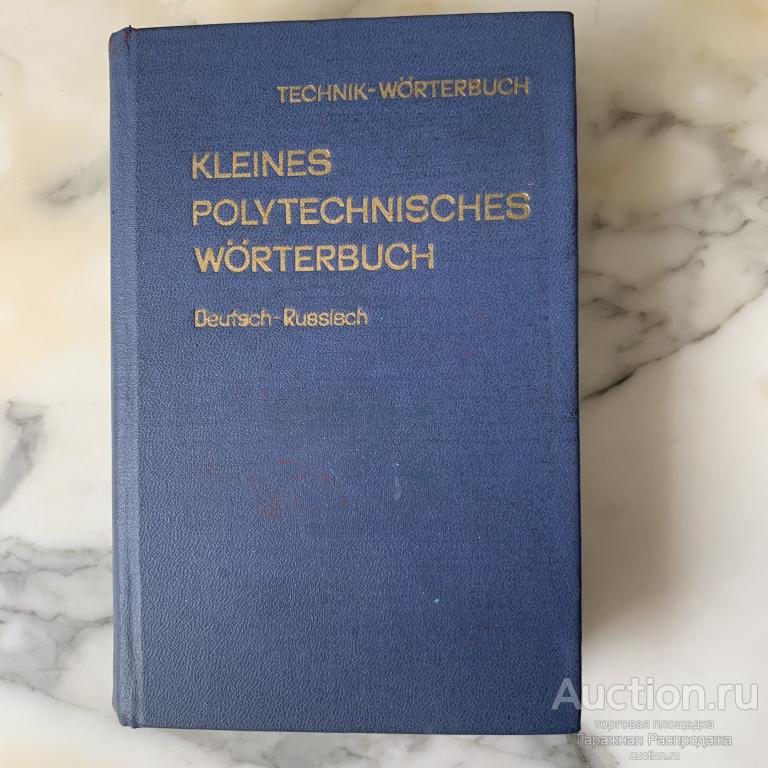 TECHNIK-WÖRTERBUCH
KLEINES
POLYTECHNISCHES
WÖRTERBUCH
Deutsch-Russisch
Auction.ru
торговая площадка
Гаражная Распродажа
auction.ru